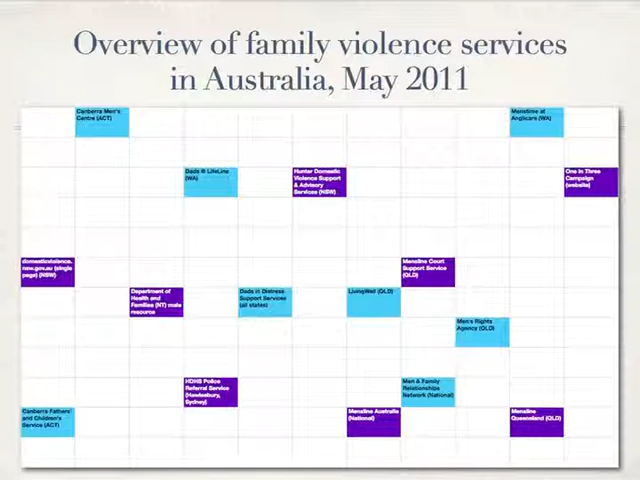 Overview of family violence services
in Australia, May 2011
Canberra Men's
Centre (ACT)
Menstime at
Anglicare (WA)
Dads @ LifeLine
(WA)
Hunter Domestic
Violence Support
& Advisory
Services (NSW)
One in Three
Campaign
(website)
domesticviolence.
nsw.gov.au (single
page) (NSW)
Mensline Court
Support Service
(QLD)
Department of
Health and
Families (NT) male
resource
Dads in Distress
Support Services
(all states)
LivingWell (QLD)
Men's Rights
Agency (QLD)
HDHS Police
Referral Service
(Hawkesbury,
Sydney)
Men & Family
Relationships
Network (National)
Canberra Fathers'
and Children's
Service (ACT)
Mensline Australia
(National)
Mensline
Queensland (QLD)